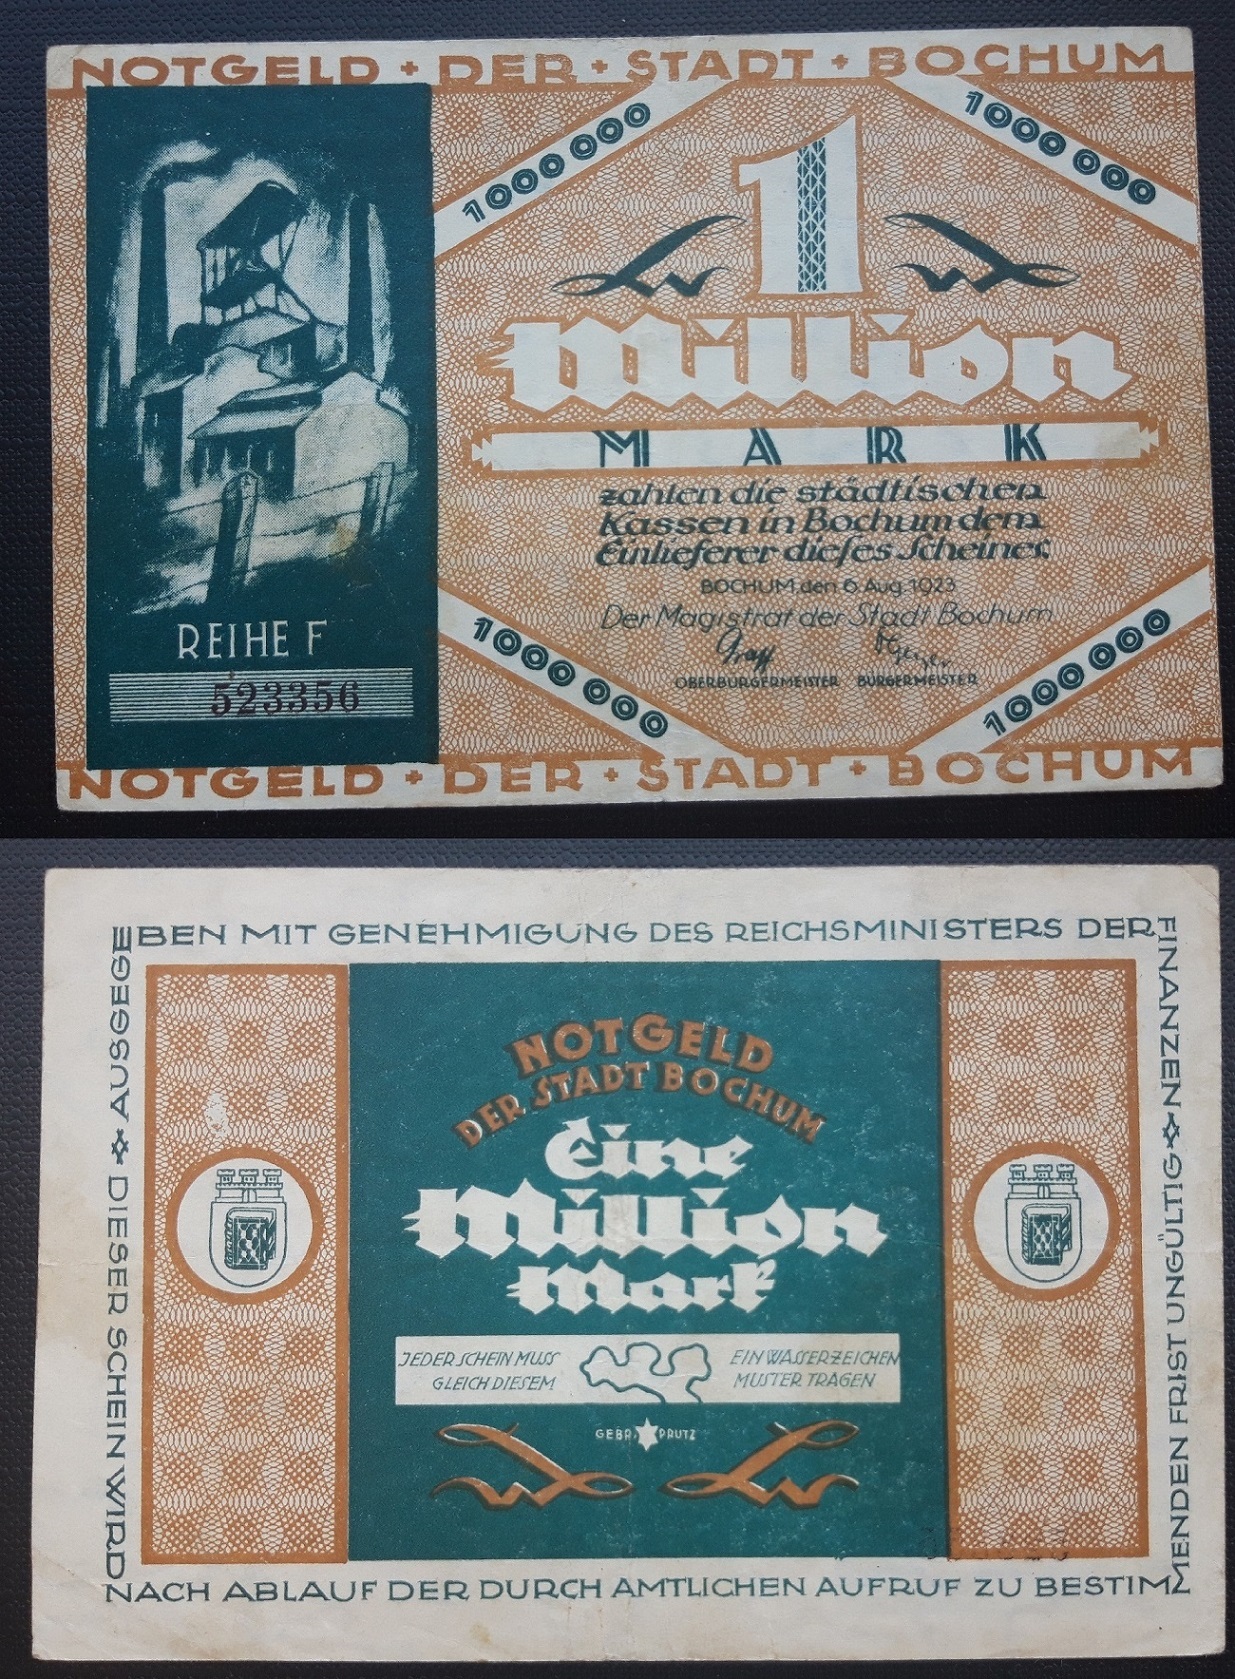 NOTGELD + DER + STADT + BOCHUM
1000000
1000000
1
Million
MARK
zahlen die städtischen
Kassen in Bochum dem
Einlieferer dieses Scheines.
BOCHUM, den 6. Aug. 1923
Der Magistrat der Stadt Bochum
Graff
Geyer
OBERBÜRGERMEISTER BÜRGERMEISTER
REIHE F
523356
1000000
1000000
NOTGELD + DER + STADT + BOCHUM
AUSGEGEBEN MIT GENEHMIGUNG DES REICHSMINISTERS DER FINANZEN
DIESER SCHEIN WIRD NACH ABLAUF DER DURCH AMTLICHEN AUFRUF ZU BESTIMMENDEN FRIST UNGÜLTIG
NOTGELD
DER STADT BOCHUM
Eine
Million
Mark
JEDER SCHEIN MUSS
GLEICH DIESEM
EIN WASSERZEICHEN
MUSTER TRAGEN
GEBR. PRUTZ